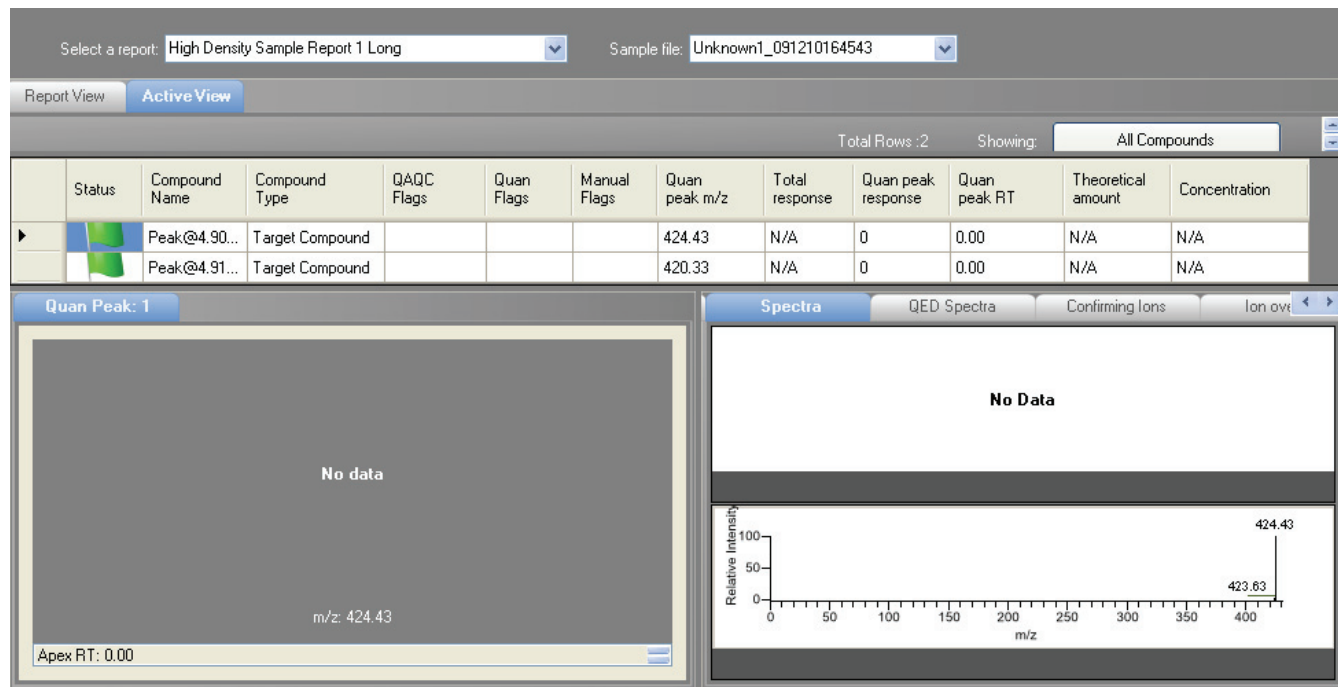 Select a report: High Density Sample Report 1 Long Sample file: Unknown1_091210164543
Report View Active View
Total Rows :2 Showing: All Compounds
Status Compound Name Compound Type QAQC Flags Quan Flags Manual Flags Quan peak m/z Total response Quan peak response Quan peak RT Theoretical amount Concentration
Peak@4.90... Target Compound 424.43 N/A 0 0.00 N/A N/A
Peak@4.91... Target Compound 420.33 N/A 0 0.00 N/A N/A
Quan Peak: 1
No data
m/z: 424.43
Apex RT: 0.00
Spectra QED Spectra Confirming Ions Ion ove
No Data
Relative Intensity
424.43
100
50
423.63
0
0 50 100 150 200 250 300 350 400
m/z